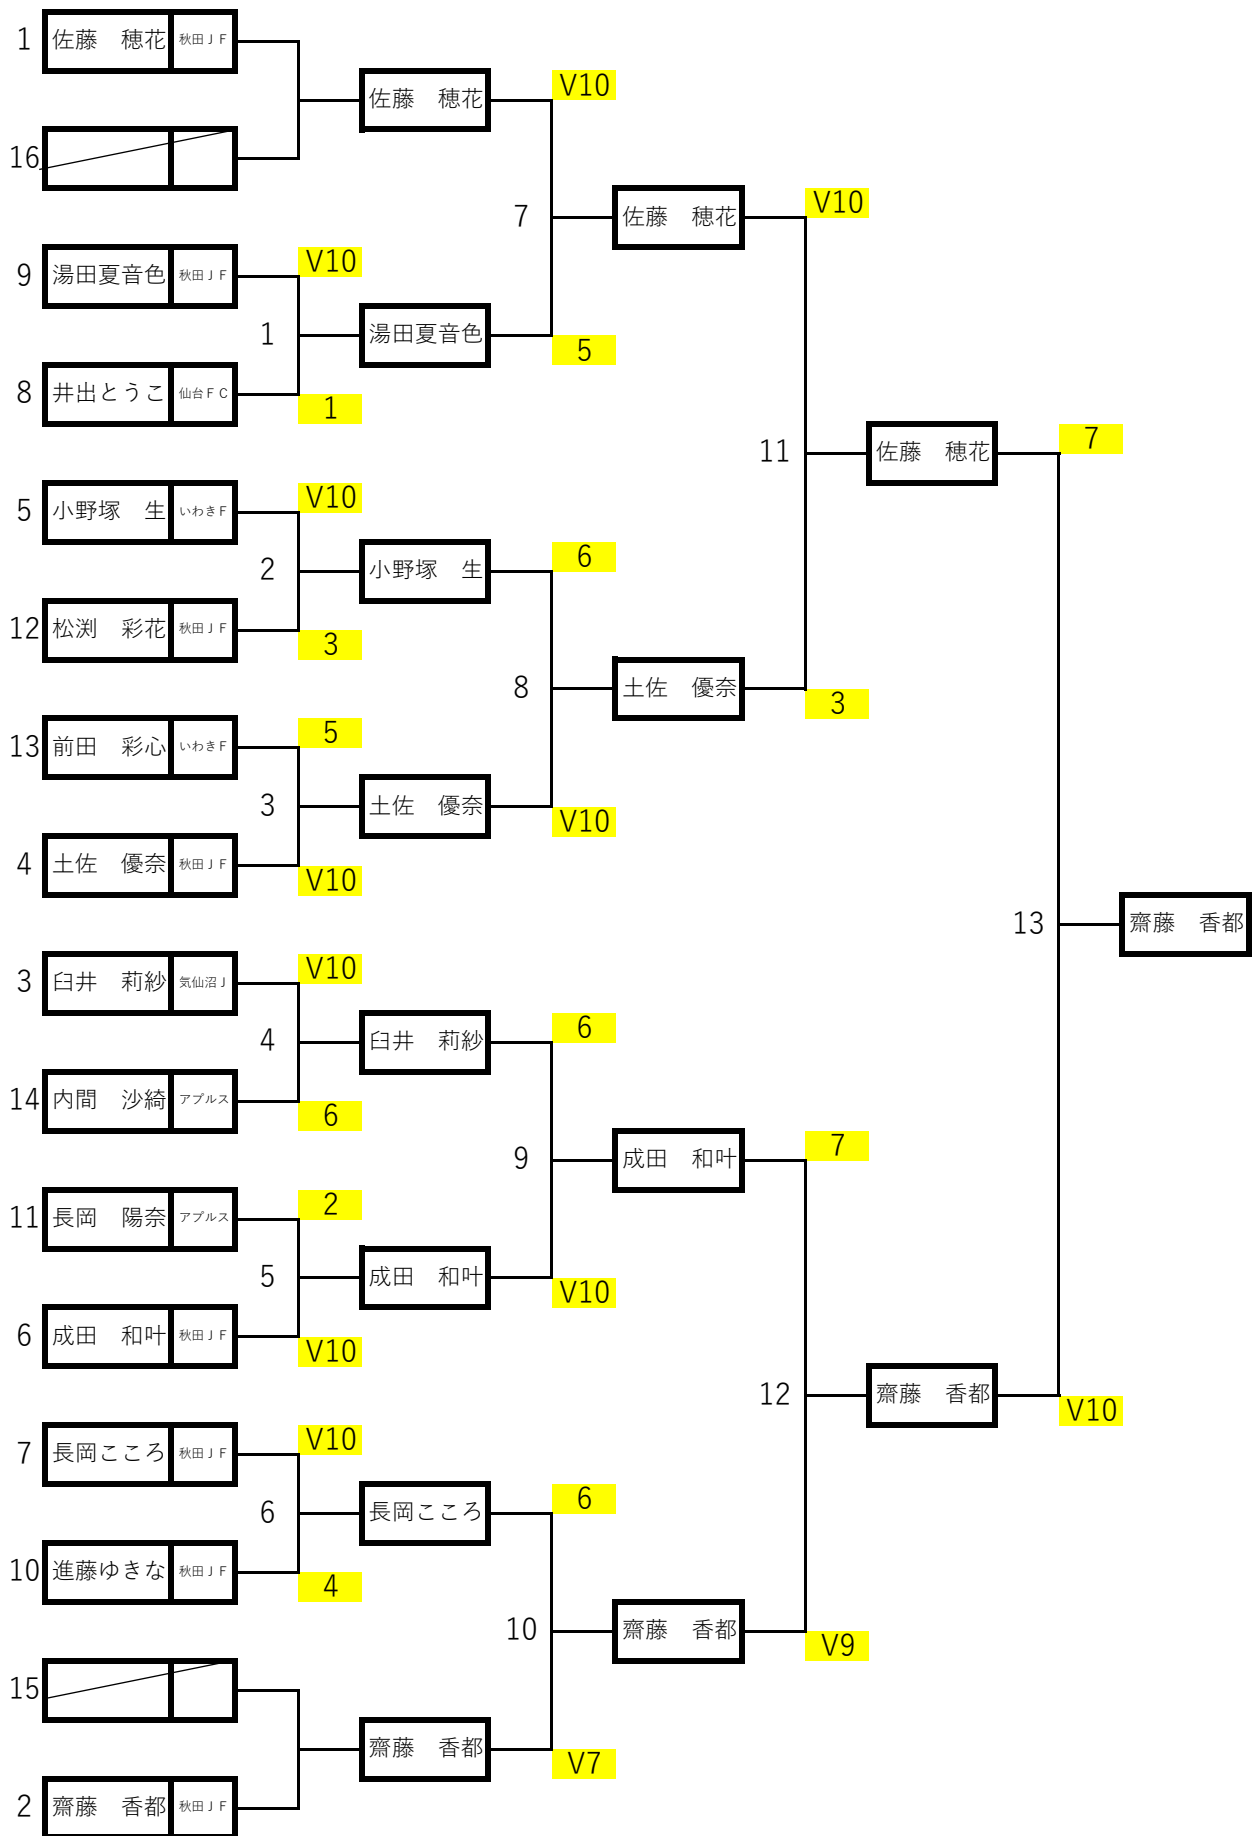 1 佐藤　穂花 秋田ＪＦ
佐藤　穂花 V10
16
7 佐藤　穂花 V10
9 湯田夏音色 秋田ＪＦ V10
1 湯田夏音色 5
8 井出とうこ 仙台ＦＣ 1
11 佐藤　穂花 7
5 小野塚　生 いわきＦ V10
2 小野塚　生 6
12 松渕　彩花 秋田ＪＦ 3
8 土佐　優奈 3
13 前田　彩心 いわきＦ 5
3 土佐　優奈 V10
4 土佐　優奈 秋田ＪＦ V10
13 齋藤　香都
3 臼井　莉紗 気仙沼Ｊ V10
4 臼井　莉紗 6
14 内間　沙綺 アプルス 6
9 成田　和叶 7
11 長岡　陽奈 アプルス 2
5 成田　和叶 V10
6 成田　和叶 秋田ＪＦ V10
12 齋藤　香都 V10
7 長岡こころ 秋田ＪＦ V10
6 長岡こころ 6
10 進藤ゆきな 秋田ＪＦ 4
10 齋藤　香都 V9
15
齋藤　香都 V7
2 齋藤　香都 秋田ＪＦ